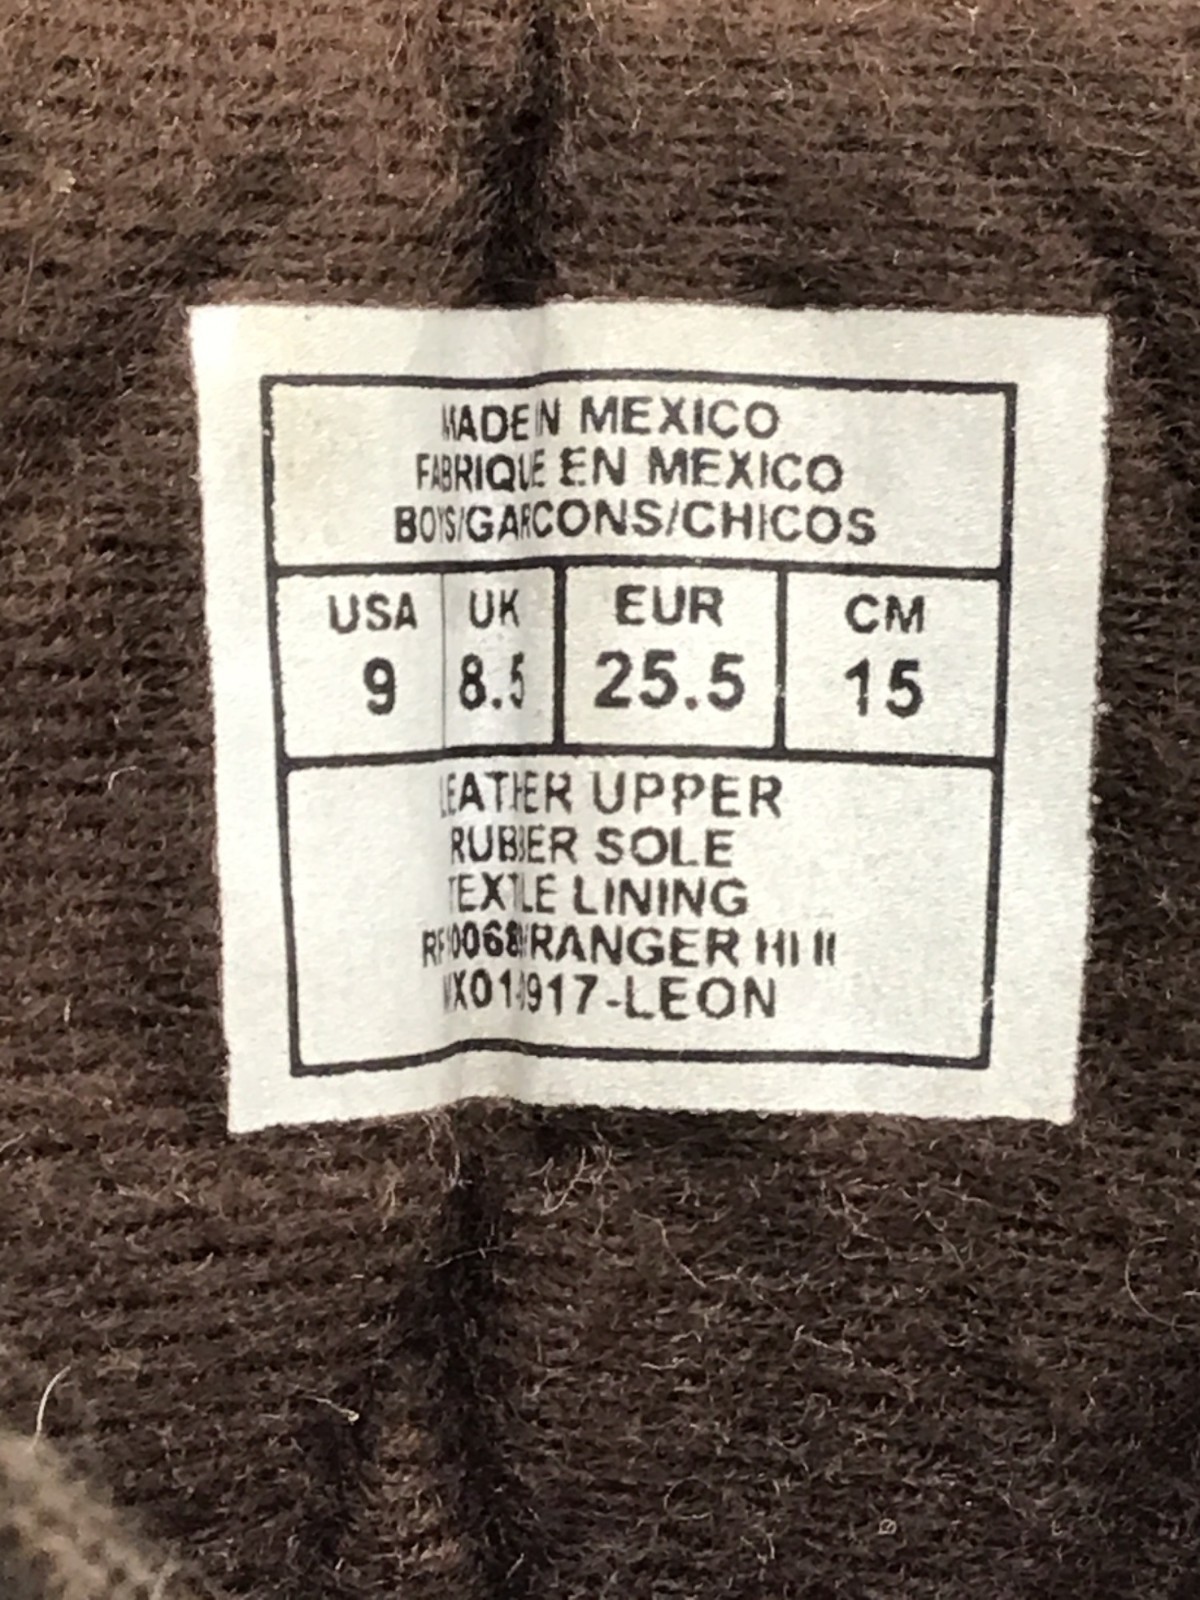 MADE IN MEXICO
FABRIQUE EN MEXICO
BOYS/GARCONS/CHICOS
USA UK EUR CM
9 8.5 25.5 15
LEATHER UPPER
RUBBER SOLE
TEXTILE LINING
RANGER HI II